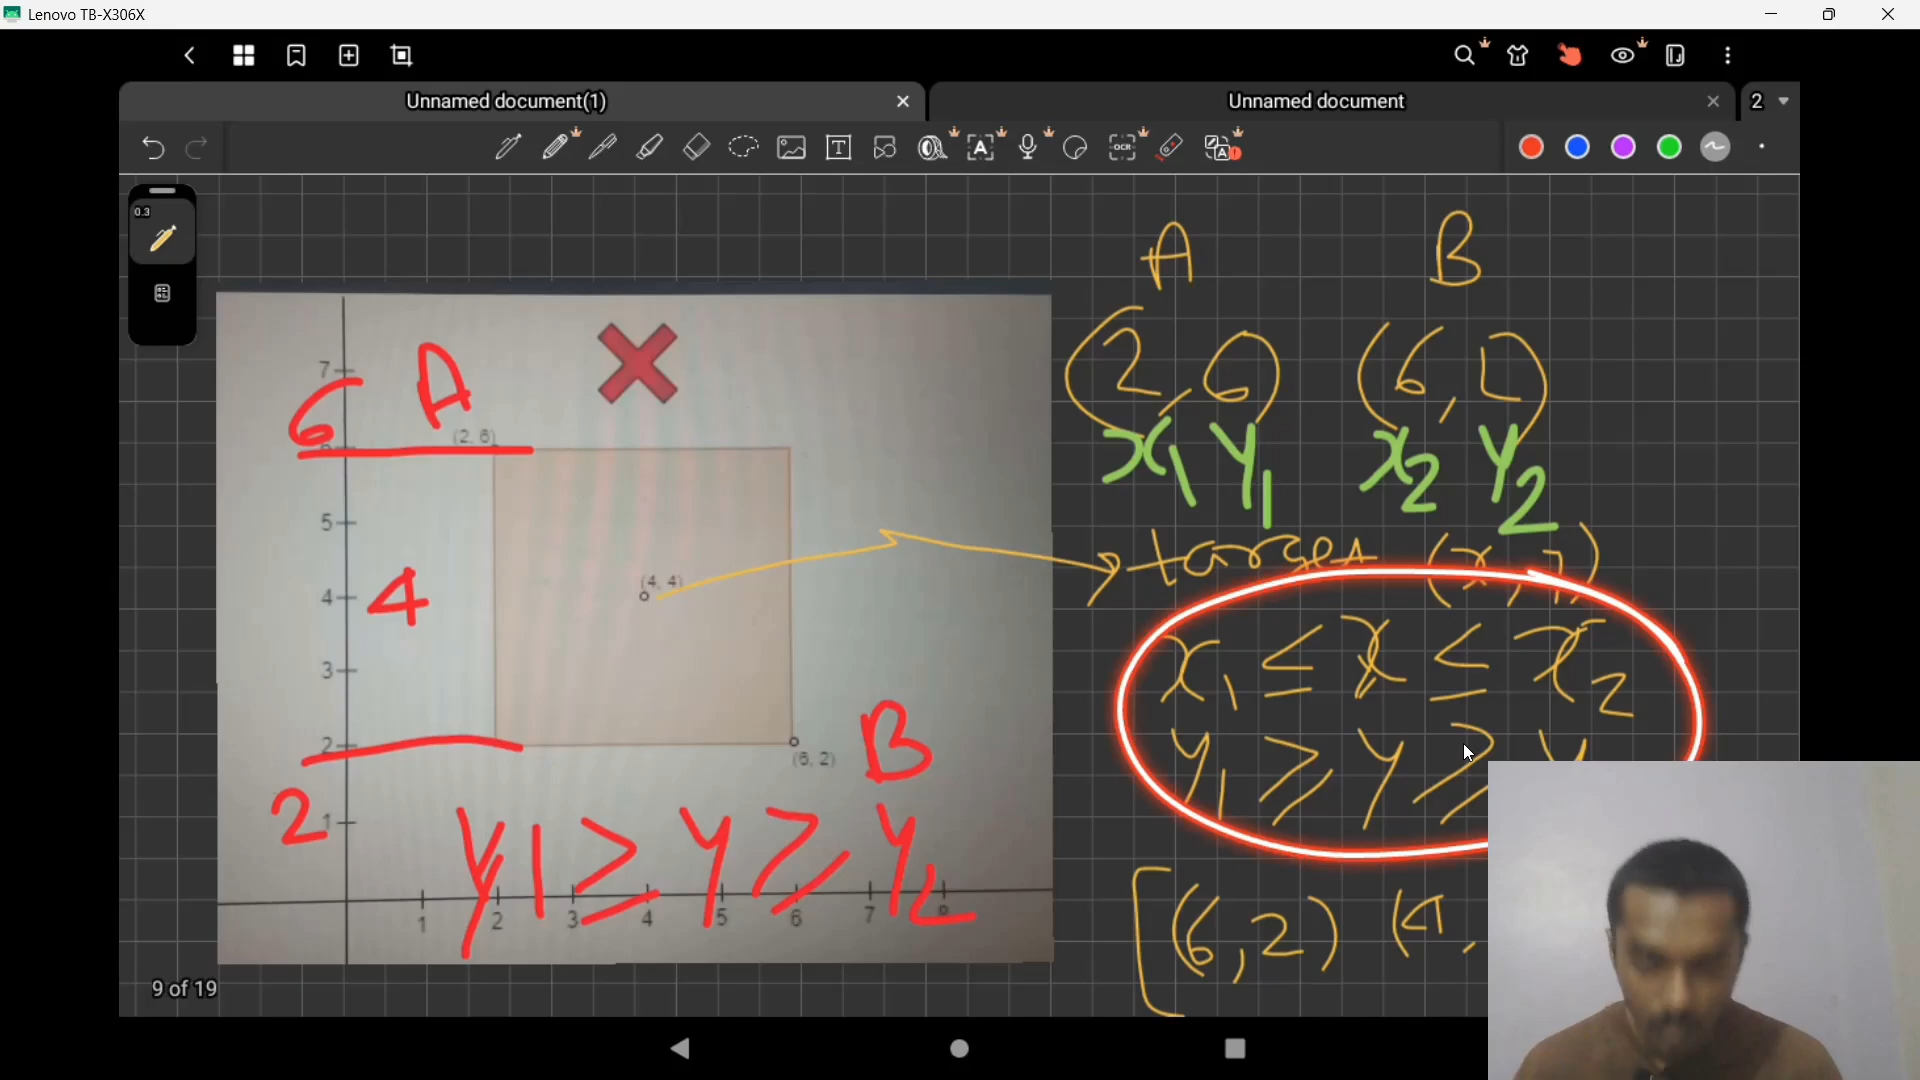 Lenovo TB-X306X
Unnamed document(1)
Unnamed document
2
OCR
0.3
A
B
(2, 6)
(6, 2)
x1 y1
x2 y2
target (x, y)
x1 ≤ x ≤ x2
y1 ≥ y ≥ y
[(6,2) (4,
7
6
A
(2, 6)
5
4
4
(4, 4)
3
2
(6, 2)
B
2
1
y1 ≥ y ≥ y2
1
2
3
4
5
6
7
8
9 of 19